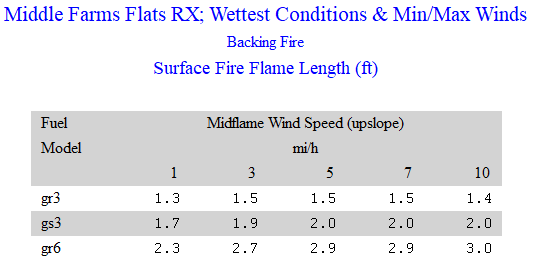 Middle Farms Flats RX; Wettest Conditions & Min/Max Winds
Backing Fire
Surface Fire Flame Length (ft)
Fuel Midflame Wind Speed (upslope)
Model mi/h
1 3 5 7 10
gr3 1.3 1.5 1.5 1.5 1.4
gs3 1.7 1.9 2.0 2.0 2.0
gr6 2.3 2.7 2.9 2.9 3.0